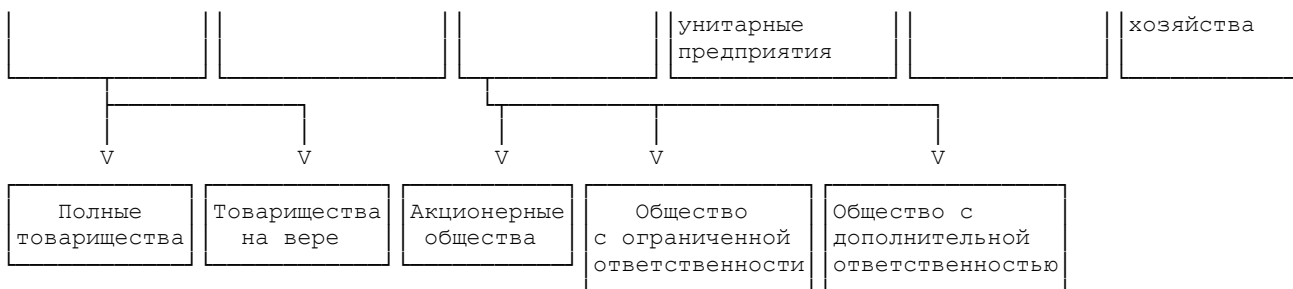 унитарные хозяйства
предприятия
V V V V V
Полные Товарищества Акционерные Общество Общество с
товарищества на вере общества с ограниченной дополнительной
ответственности ответственностью